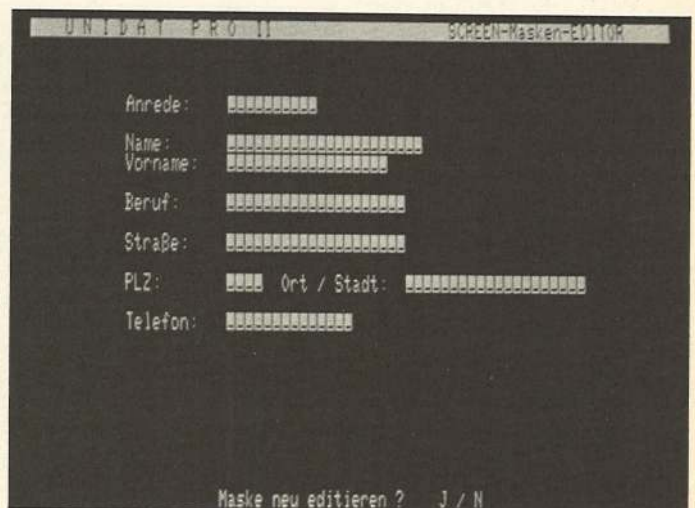 UNIDAT PRO II SCREEN-Masken-EDITOR
Anrede:
Name:
Vorname:
Beruf:
Straße:
PLZ: Ort / Stadt:
Telefon:
Maske neu editieren ? J / N